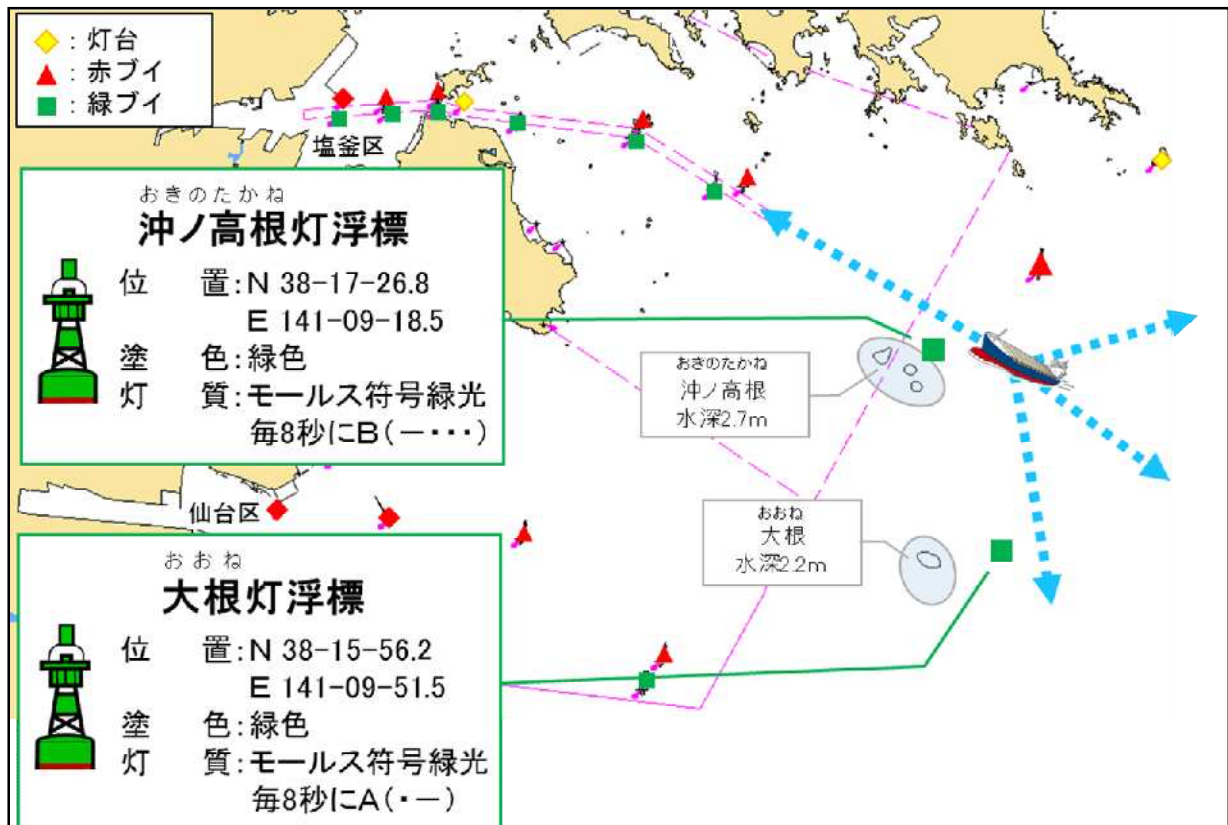 ：灯台
：赤ブイ
：緑ブイ
塩釜区
おきのたかね
沖ノ高根灯浮標
位　　置：N 38-17-26.8
E 141-09-18.5
塗　　色：緑色
灯　　質：モールス符号緑光
毎8秒にB（－・・・）
おきのたかね
沖ノ高根
水深2.7m
仙台区
おおね
大根
水深2.2m
おおね
大根灯浮標
位　　置：N 38-15-56.2
E 141-09-51.5
塗　　色：緑色
灯　　質：モールス符号緑光
毎8秒にA（・－）